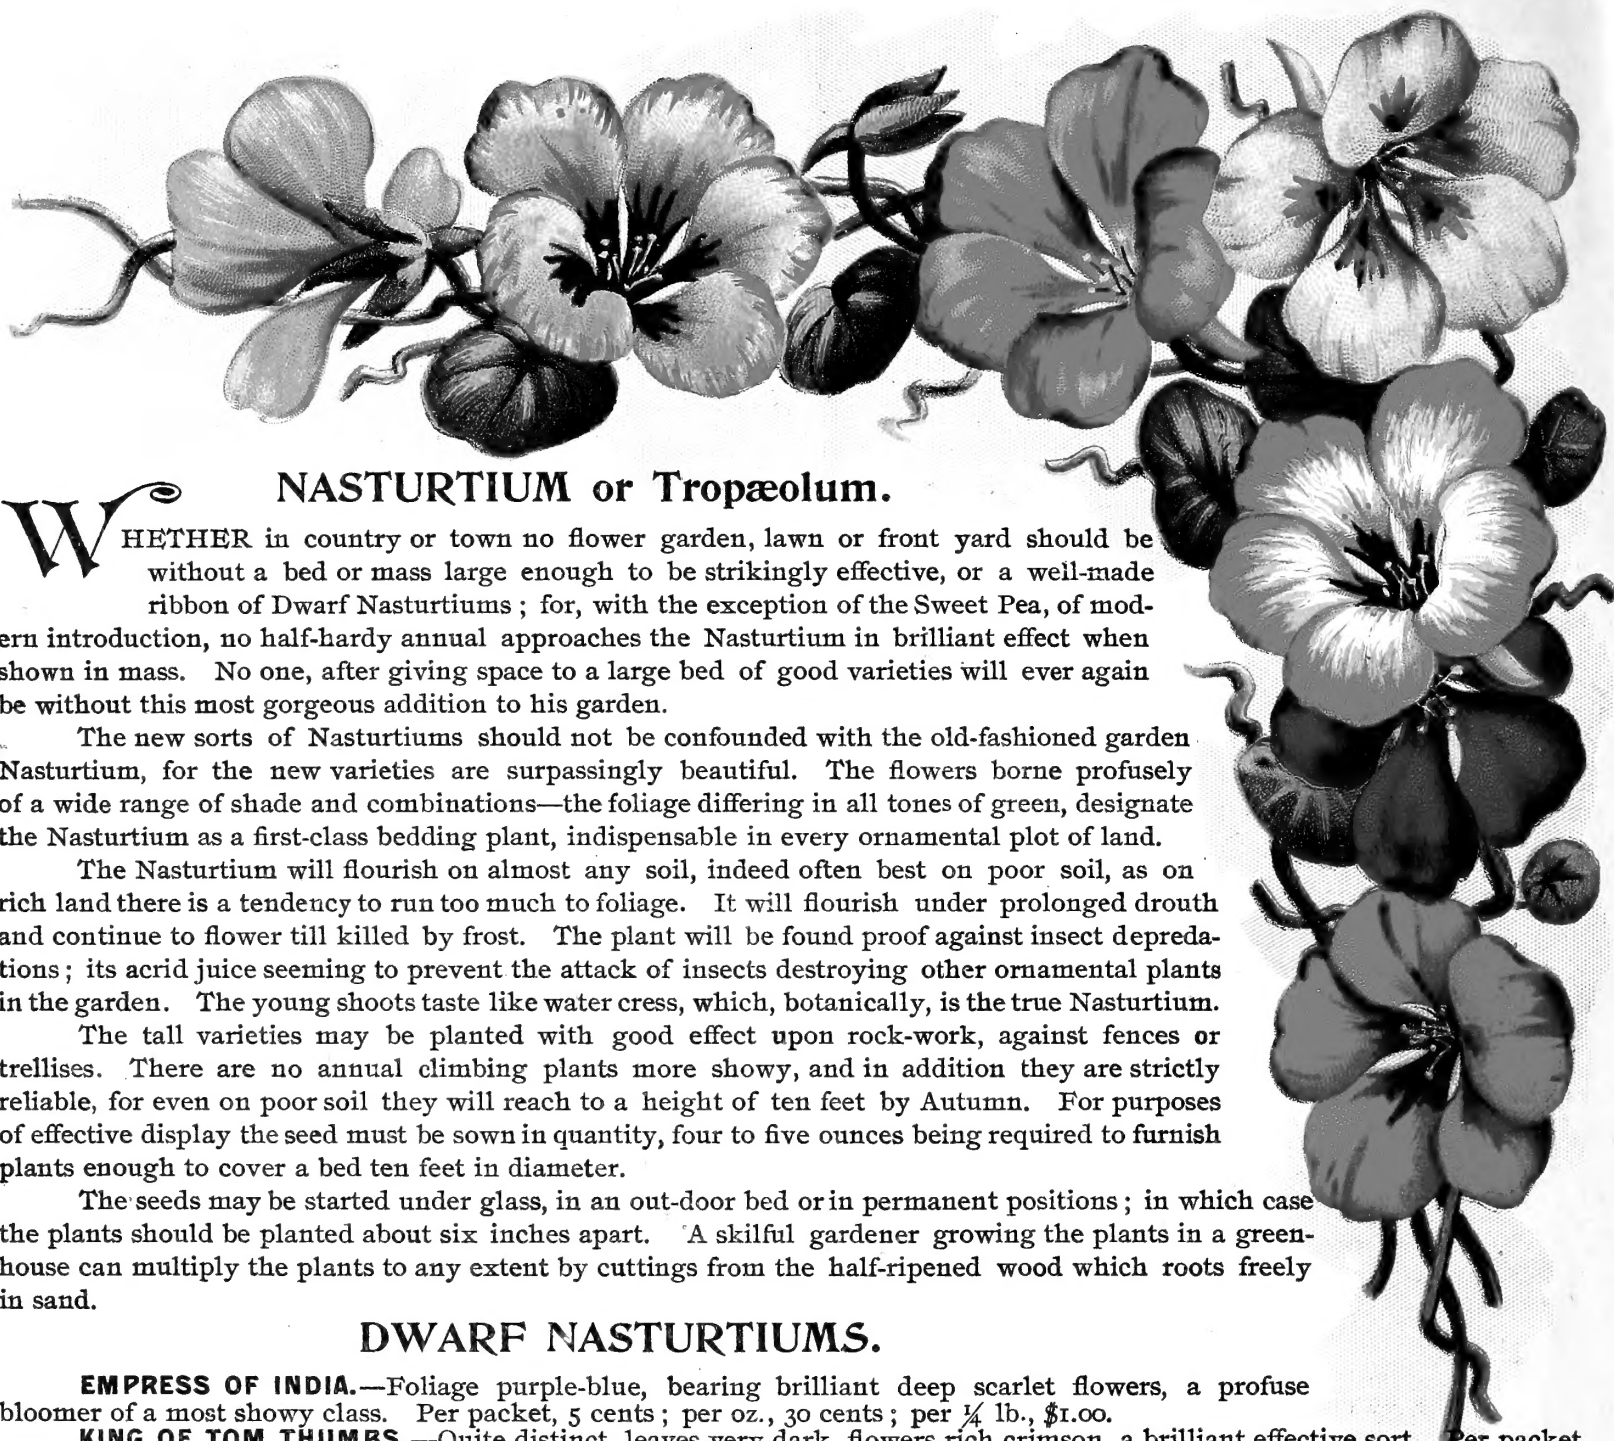 NASTURTIUM or Tropæolum.
WHETHER in country or town no flower garden, lawn or front yard should be
without a bed or mass large enough to be strikingly effective, or a well-made
ribbon of Dwarf Nasturtiums ; for, with the exception of the Sweet Pea, of mod-
ern introduction, no half-hardy annual approaches the Nasturtium in brilliant effect when
shown in mass. No one, after giving space to a large bed of good varieties will ever again
be without this most gorgeous addition to his garden.
The new sorts of Nasturtiums should not be confounded with the old-fashioned garden
Nasturtium, for the new varieties are surpassingly beautiful. The flowers borne profusely
of a wide range of shade and combinations—the foliage differing in all tones of green, designate
the Nasturtium as a first-class bedding plant, indispensable in every ornamental plot of land.
The Nasturtium will flourish on almost any soil, indeed often best on poor soil, as on
rich land there is a tendency to run too much to foliage. It will flourish under prolonged drouth
and continue to flower till killed by frost. The plant will be found proof against insect depreda-
tions ; its acrid juice seeming to prevent the attack of insects destroying other ornamental plants
in the garden. The young shoots taste like water cress, which, botanically, is the true Nasturtium.
The tall varieties may be planted with good effect upon rock-work, against fences or
trellises. There are no annual climbing plants more showy, and in addition they are strictly
reliable, for even on poor soil they will reach to a height of ten feet by Autumn. For purposes
of effective display the seed must be sown in quantity, four to five ounces being required to furnish
plants enough to cover a bed ten feet in diameter.
The seeds may be started under glass, in an out-door bed or in permanent positions ; in which case
the plants should be planted about six inches apart. A skilful gardener growing the plants in a green-
house can multiply the plants to any extent by cuttings from the half-ripened wood which roots freely
in sand.
DWARF NASTURTIUMS.
EMPRESS OF INDIA.—Foliage purple-blue, bearing brilliant deep scarlet flowers, a profuse
bloomer of a most showy class. Per packet, 5 cents ; per oz., 30 cents ; per ¼ lb., $1.00.
KING OF TOM THUMBS.—Quite distinct, leaves very dark, flowers rich crimson, a brilliant effective sort. Per packet